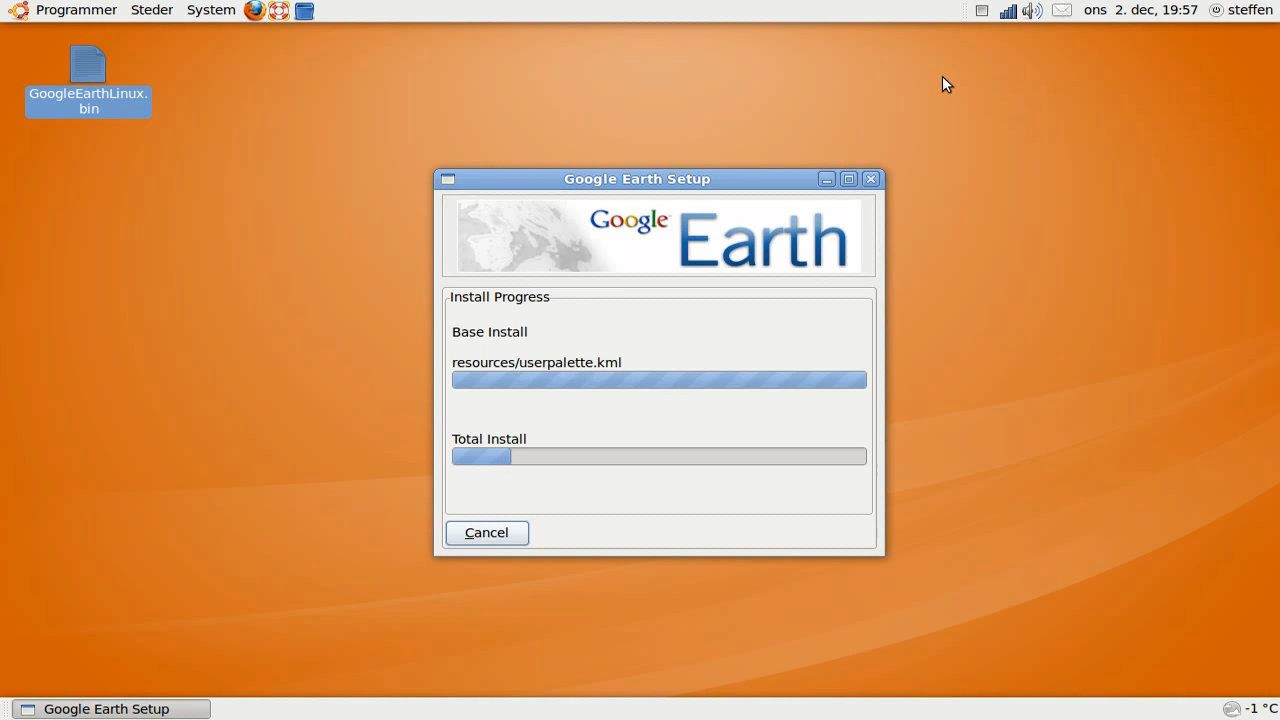 Programmer Steder System
ons 2. dec, 19:57 steffen
GoogleEarthLinux.
bin
Google Earth Setup
Google Earth
Install Progress
Base Install
resources/userpalette.kml
Total Install
Cancel
Google Earth Setup
-1 °C